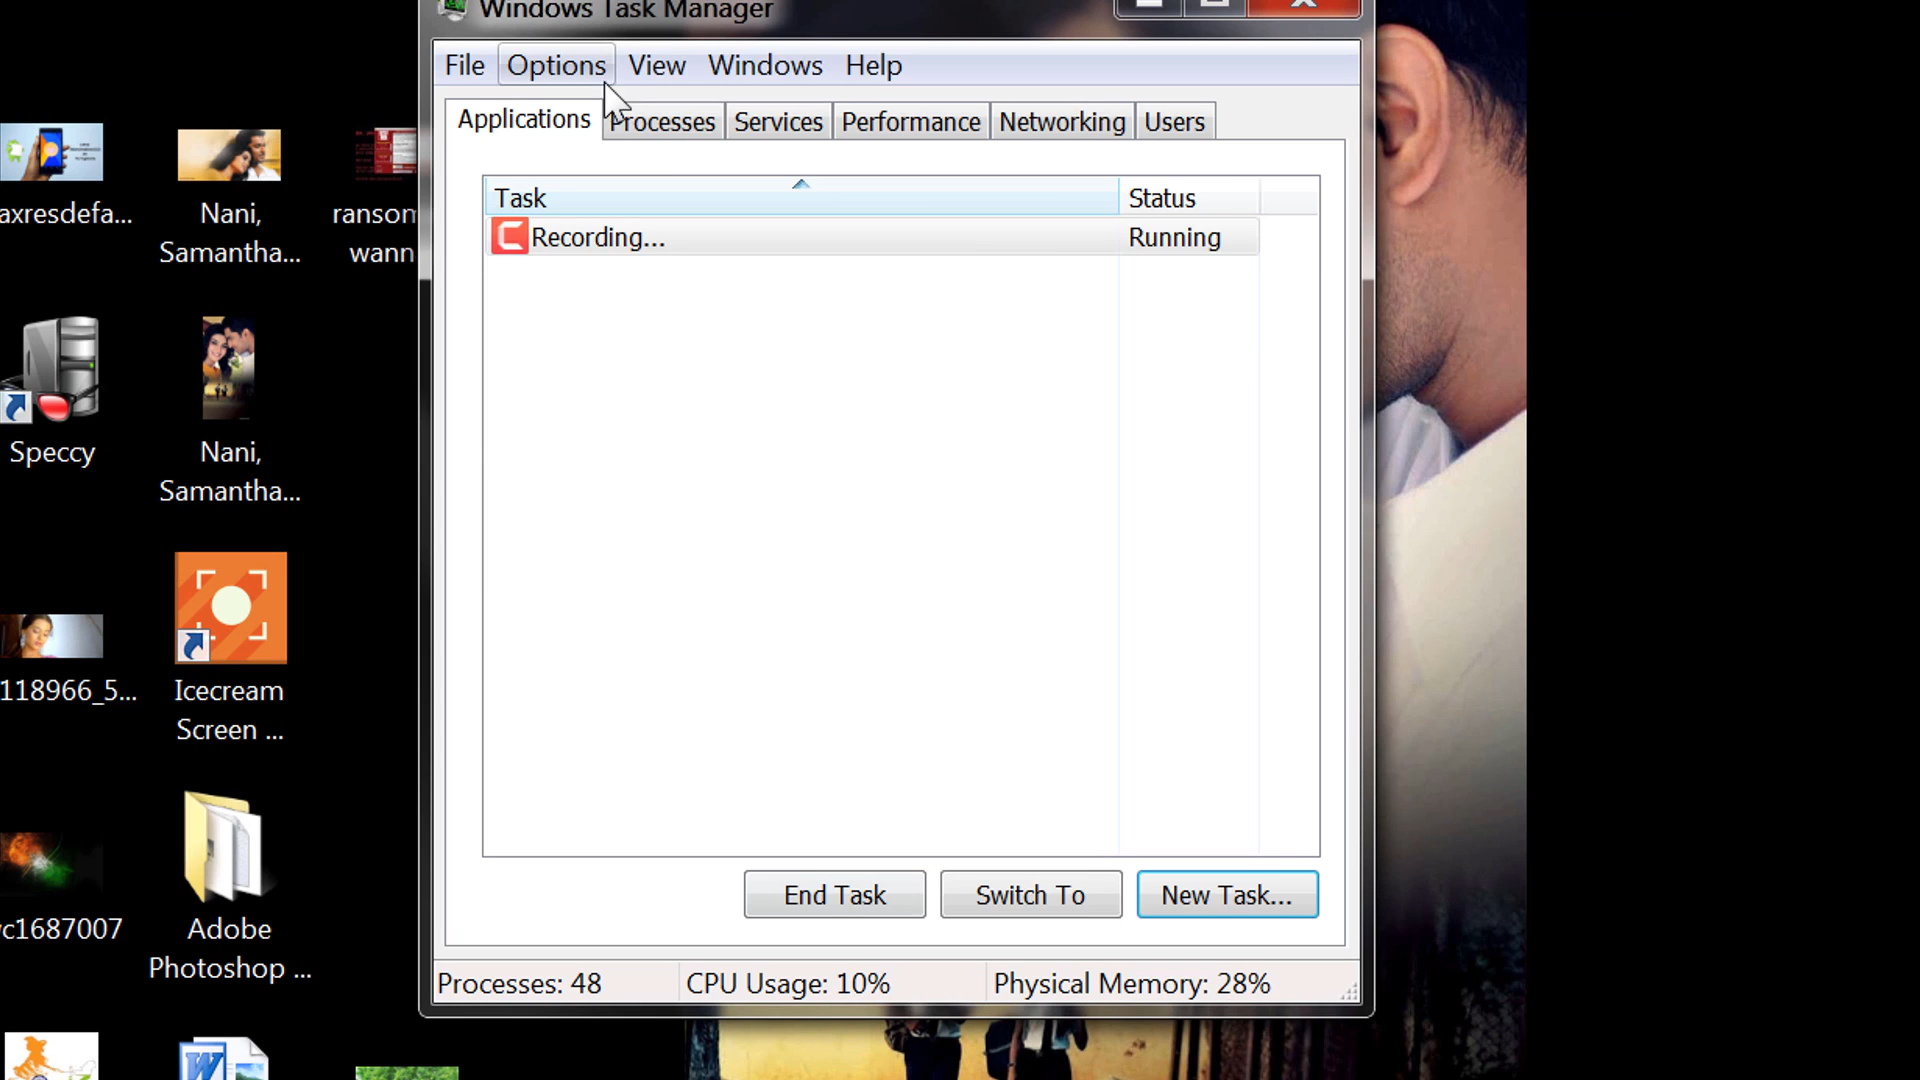 Windows Task Manager
File Options View Windows Help
Applications Processes Services Performance Networking Users
Task Status
Recording... Running
End Task Switch To New Task...
Processes: 48 CPU Usage: 10% Physical Memory: 28%
axresdefa...
Nani,
Samantha...
ransom
wann
Speccy
Nani,
Samantha...
118966_5...
Icecream
Screen ...
c1687007
Adobe
Photoshop ...